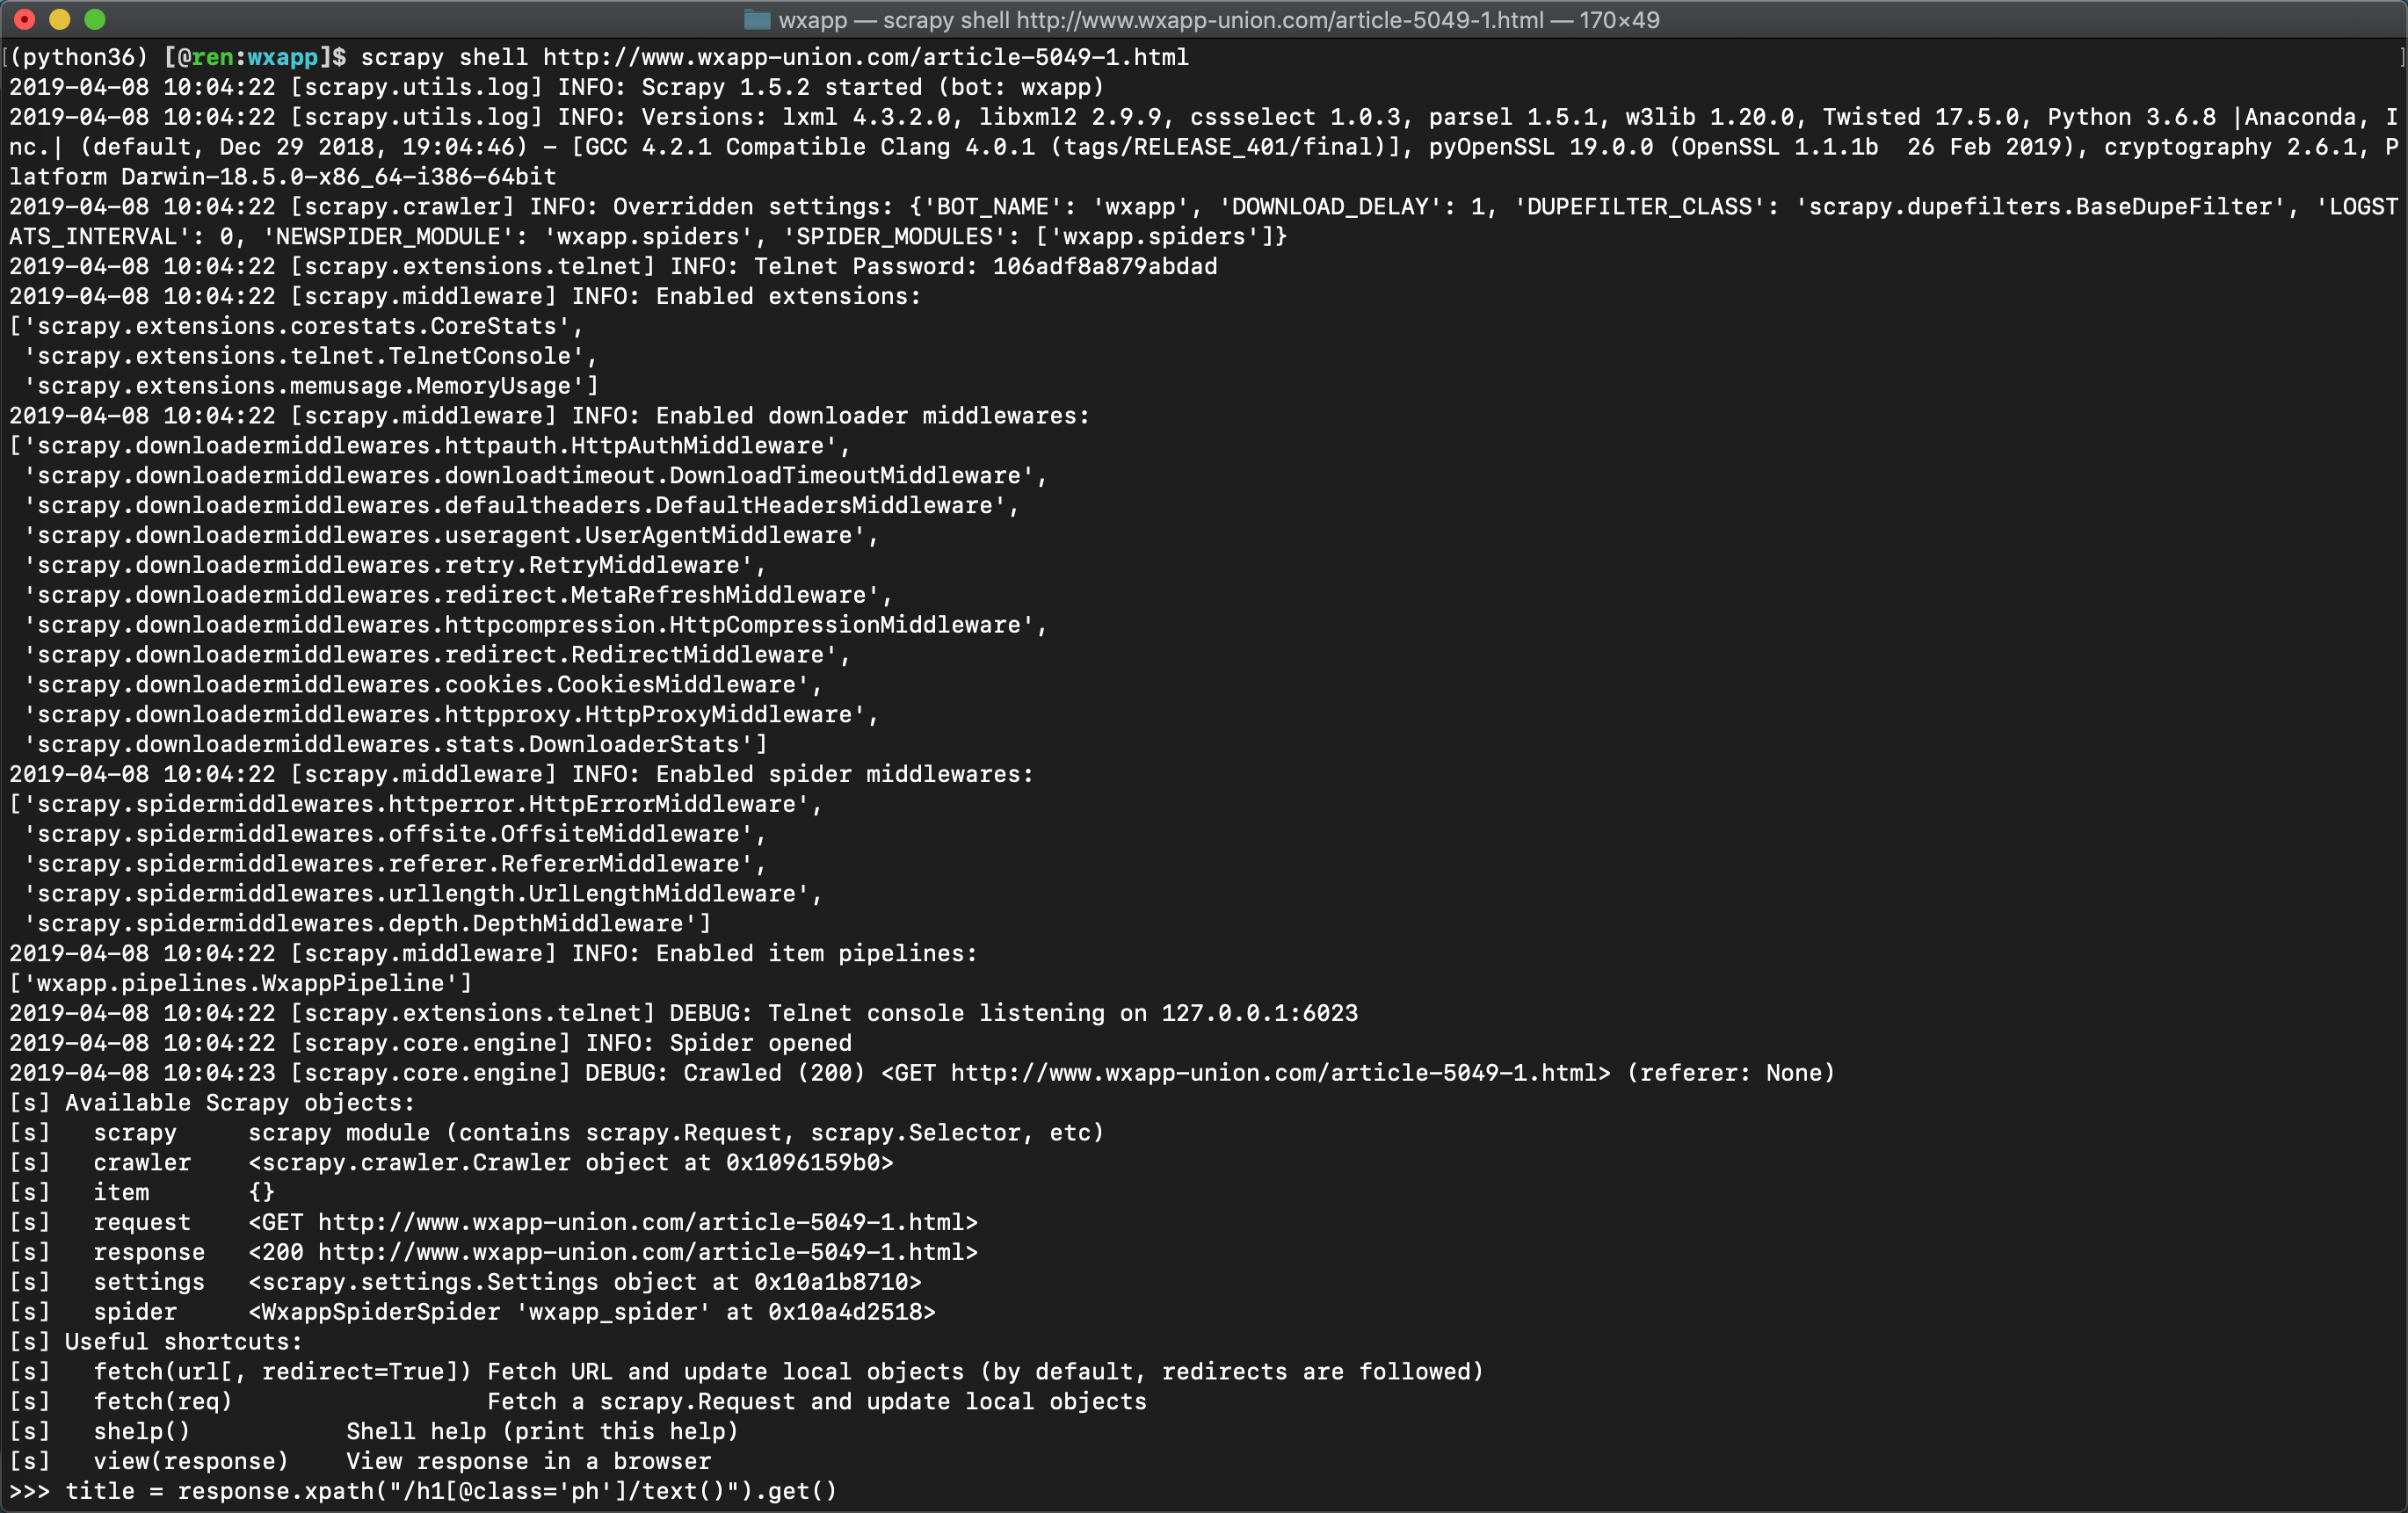 wxapp — scrapy shell http://www.wxapp-union.com/article-5049-1.html — 170×49
[(python36) [@ren:wxapp]$ scrapy shell http://www.wxapp-union.com/article-5049-1.html ]
2019-04-08 10:04:22 [scrapy.utils.log] INFO: Scrapy 1.5.2 started (bot: wxapp)
2019-04-08 10:04:22 [scrapy.utils.log] INFO: Versions: lxml 4.3.2.0, libxml2 2.9.9, cssselect 1.0.3, parsel 1.5.1, w3lib 1.20.0, Twisted 17.5.0, Python 3.6.8 |Anaconda, I
nc.| (default, Dec 29 2018, 19:04:46) - [GCC 4.2.1 Compatible Clang 4.0.1 (tags/RELEASE_401/final)], pyOpenSSL 19.0.0 (OpenSSL 1.1.1b  26 Feb 2019), cryptography 2.6.1, P
latform Darwin-18.5.0-x86_64-i386-64bit
2019-04-08 10:04:22 [scrapy.crawler] INFO: Overridden settings: {'BOT_NAME': 'wxapp', 'DOWNLOAD_DELAY': 1, 'DUPEFILTER_CLASS': 'scrapy.dupefilters.BaseDupeFilter', 'LOGST
ATS_INTERVAL': 0, 'NEWSPIDER_MODULE': 'wxapp.spiders', 'SPIDER_MODULES': ['wxapp.spiders']}
2019-04-08 10:04:22 [scrapy.extensions.telnet] INFO: Telnet Password: 106adf8a879abdad
2019-04-08 10:04:22 [scrapy.middleware] INFO: Enabled extensions:
['scrapy.extensions.corestats.CoreStats',
 'scrapy.extensions.telnet.TelnetConsole',
 'scrapy.extensions.memusage.MemoryUsage']
2019-04-08 10:04:22 [scrapy.middleware] INFO: Enabled downloader middlewares:
['scrapy.downloadermiddlewares.httpauth.HttpAuthMiddleware',
 'scrapy.downloadermiddlewares.downloadtimeout.DownloadTimeoutMiddleware',
 'scrapy.downloadermiddlewares.defaultheaders.DefaultHeadersMiddleware',
 'scrapy.downloadermiddlewares.useragent.UserAgentMiddleware',
 'scrapy.downloadermiddlewares.retry.RetryMiddleware',
 'scrapy.downloadermiddlewares.redirect.MetaRefreshMiddleware',
 'scrapy.downloadermiddlewares.httpcompression.HttpCompressionMiddleware',
 'scrapy.downloadermiddlewares.redirect.RedirectMiddleware',
 'scrapy.downloadermiddlewares.cookies.CookiesMiddleware',
 'scrapy.downloadermiddlewares.httpproxy.HttpProxyMiddleware',
 'scrapy.downloadermiddlewares.stats.DownloaderStats']
2019-04-08 10:04:22 [scrapy.middleware] INFO: Enabled spider middlewares:
['scrapy.spidermiddlewares.httperror.HttpErrorMiddleware',
 'scrapy.spidermiddlewares.offsite.OffsiteMiddleware',
 'scrapy.spidermiddlewares.referer.RefererMiddleware',
 'scrapy.spidermiddlewares.urllength.UrlLengthMiddleware',
 'scrapy.spidermiddlewares.depth.DepthMiddleware']
2019-04-08 10:04:22 [scrapy.middleware] INFO: Enabled item pipelines:
['wxapp.pipelines.WxappPipeline']
2019-04-08 10:04:22 [scrapy.extensions.telnet] DEBUG: Telnet console listening on 127.0.0.1:6023
2019-04-08 10:04:22 [scrapy.core.engine] INFO: Spider opened
2019-04-08 10:04:23 [scrapy.core.engine] DEBUG: Crawled (200) <GET http://www.wxapp-union.com/article-5049-1.html> (referer: None)
[s] Available Scrapy objects:
[s]   scrapy     scrapy module (contains scrapy.Request, scrapy.Selector, etc)
[s]   crawler    <scrapy.crawler.Crawler object at 0x1096159b0>
[s]   item       {}
[s]   request    <GET http://www.wxapp-union.com/article-5049-1.html>
[s]   response   <200 http://www.wxapp-union.com/article-5049-1.html>
[s]   settings   <scrapy.settings.Settings object at 0x10a1b8710>
[s]   spider     <WxappSpiderSpider 'wxapp_spider' at 0x10a4d2518>
[s] Useful shortcuts:
[s]   fetch(url[, redirect=True]) Fetch URL and update local objects (by default, redirects are followed)
[s]   fetch(req)                  Fetch a scrapy.Request and update local objects
[s]   shelp()           Shell help (print this help)
[s]   view(response)    View response in a browser
>>> title = response.xpath("/h1[@class='ph']/text()").get()